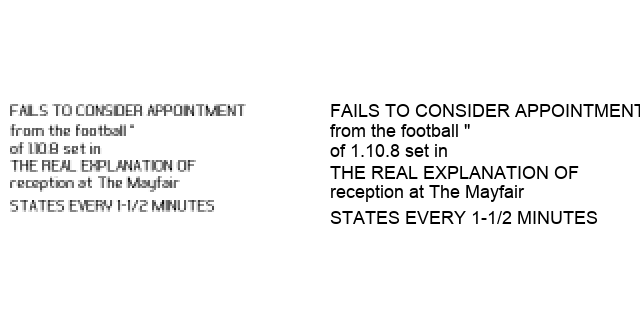 FAILS TO CONSIDER APPOINTMENT
from the football "
of 1.10.8 set in
THE REAL EXPLANATION OF
reception at The Mayfair
STATES EVERY 1-1/2 MINUTES
FAILS TO CONSIDER APPOINTMENT
from the football "
of 1.10.8 set in
THE REAL EXPLANATION OF
reception at The Mayfair
STATES EVERY 1-1/2 MINUTES